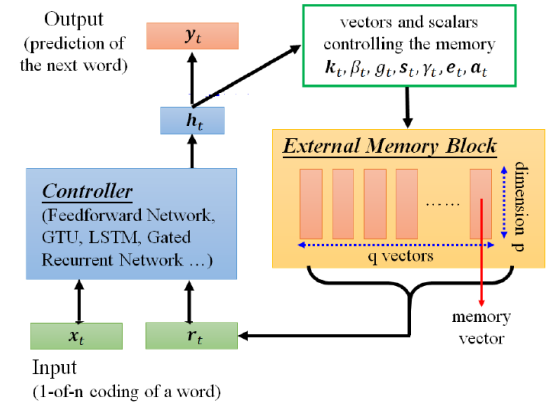 Output
(prediction of
the next word)
y_t
vectors and scalars
controlling the memory
k_t, β_t, g_t, s_t, γ_t, e_t, a_t
h_t
External Memory Block
Controller
(Feedforward Network,
GTU, LSTM, Gated
Recurrent Network …)
……
dimension p
q vectors
memory
vector
x_t
r_t
Input
(1-of-n coding of a word)